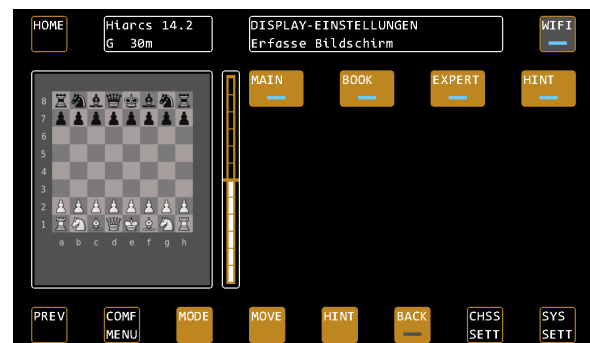 HOME
Hiarcs 14.2
G 30m
DISPLAY-EINSTELLUNGEN
Erfasse Bildschirm
WIFI
MAIN
BOOK
EXPERT
HINT
8
7
6
5
4
3
2
1
a b c d e f g h
PREV
COMF
MENU
MODE
MOVE
HINT
BACK
CHSS
SETT
SYS
SETT